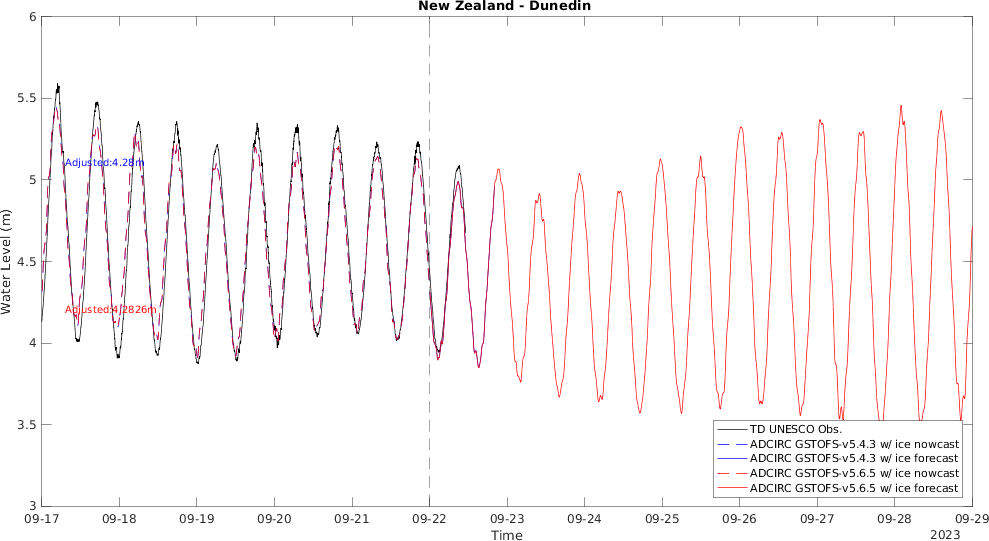 New Zealand - Dunedin
6
5.5
5
4.5
4
3.5
3
Water Level (m)
Adjusted:4.28m
Adjusted:4.2826m
TD UNESCO Obs.
ADCIRC GSTOFS-v5.4.3 w/ ice nowcast
ADCIRC GSTOFS-v5.4.3 w/ ice forecast
ADCIRC GSTOFS-v5.6.5 w/ ice nowcast
ADCIRC GSTOFS-v5.6.5 w/ ice forecast
09-17 09-18 09-19 09-20 09-21 09-22 09-23 09-24 09-25 09-26 09-27 09-28 09-29
Time
2023